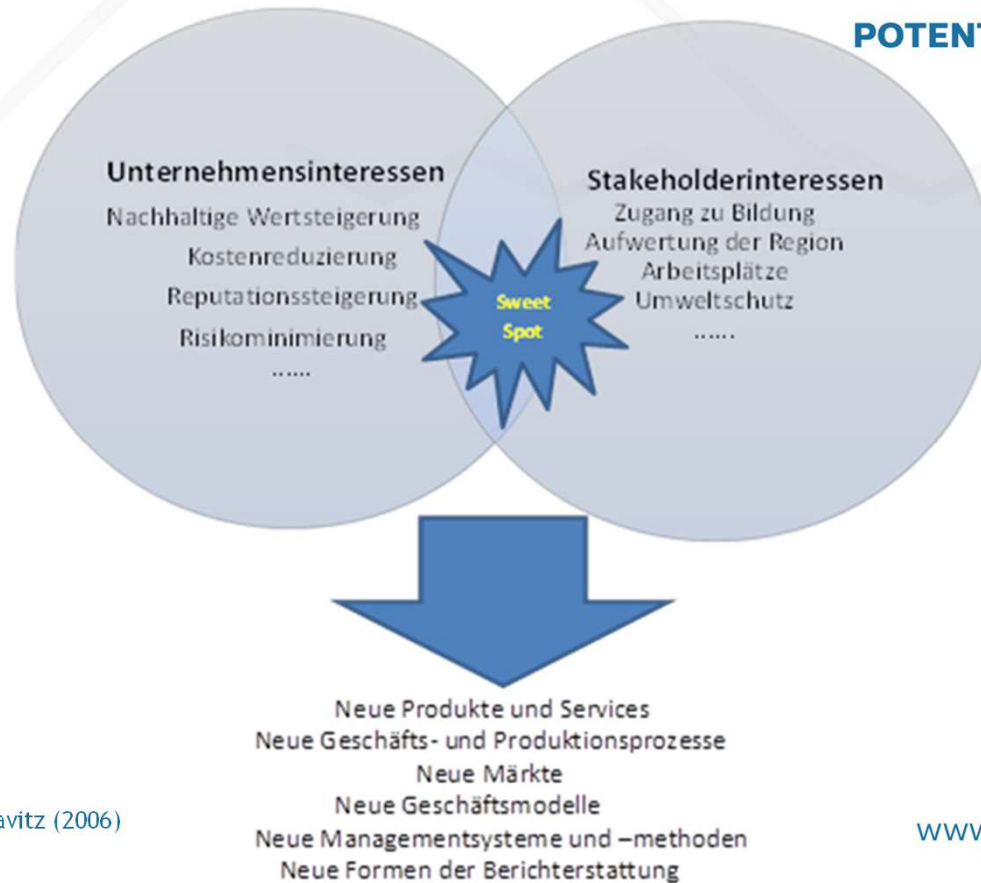 POTENT
Unternehmensinteressen
Nachhaltige Wertsteigerung
Kostenreduzierung
Reputationssteigerung
Risikominimierung
......
Stakeholderinteressen
Zugang zu Bildung
Aufwertung der Region
Arbeitsplätze
Umweltschutz
......
Sweet
Spot
Neue Produkte und Services
Neue Geschäfts- und Produktionsprozesse
Neue Märkte
Neue Geschäftsmodelle
Neue Managementsysteme und –methoden
Neue Formen der Berichterstattung
avitz (2006)
www